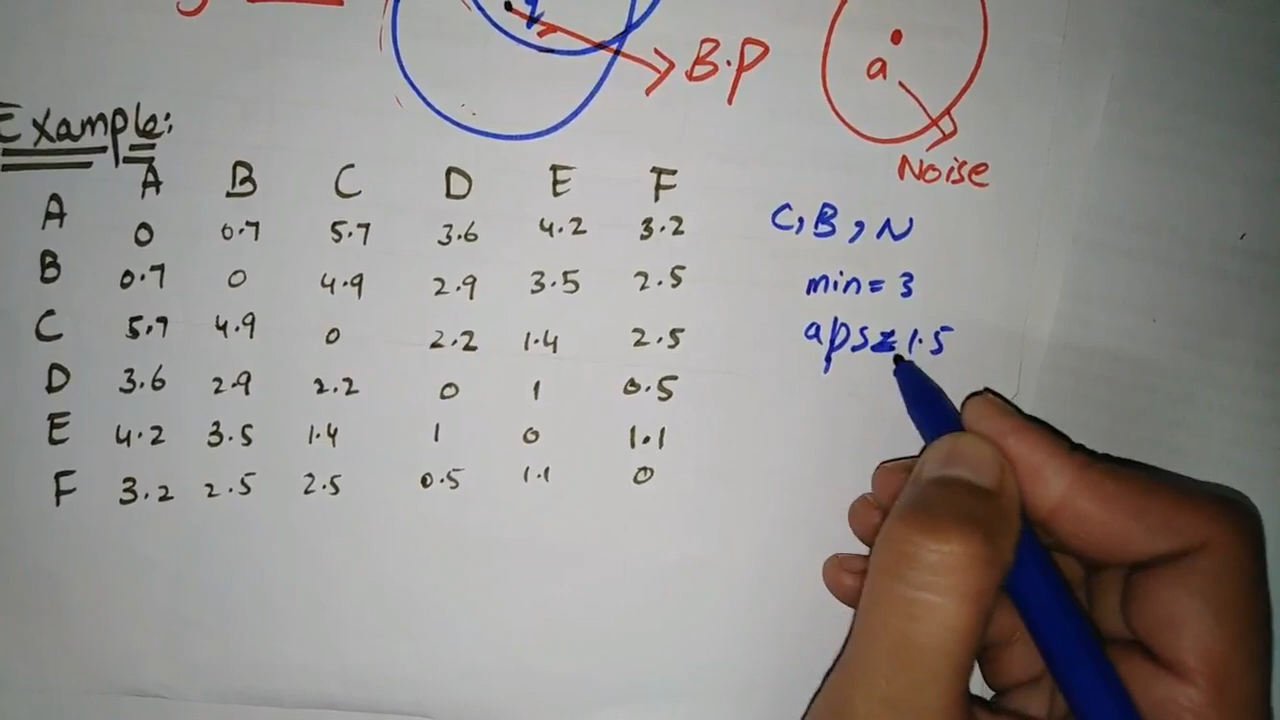 q
B.P
a
Noise
Example:
A B C D E F
A 0 0.7 5.7 3.6 4.2 3.2
B 0.7 0 4.9 2.9 3.5 2.5
C 5.7 4.9 0 2.2 1.4 2.5
D 3.6 2.9 2.2 0 1 0.5
E 4.2 3.5 1.4 1 0 1.1
F 3.2 2.5 2.5 0.5 1.1 0
C, B, N
min = 3
aps = 1.5